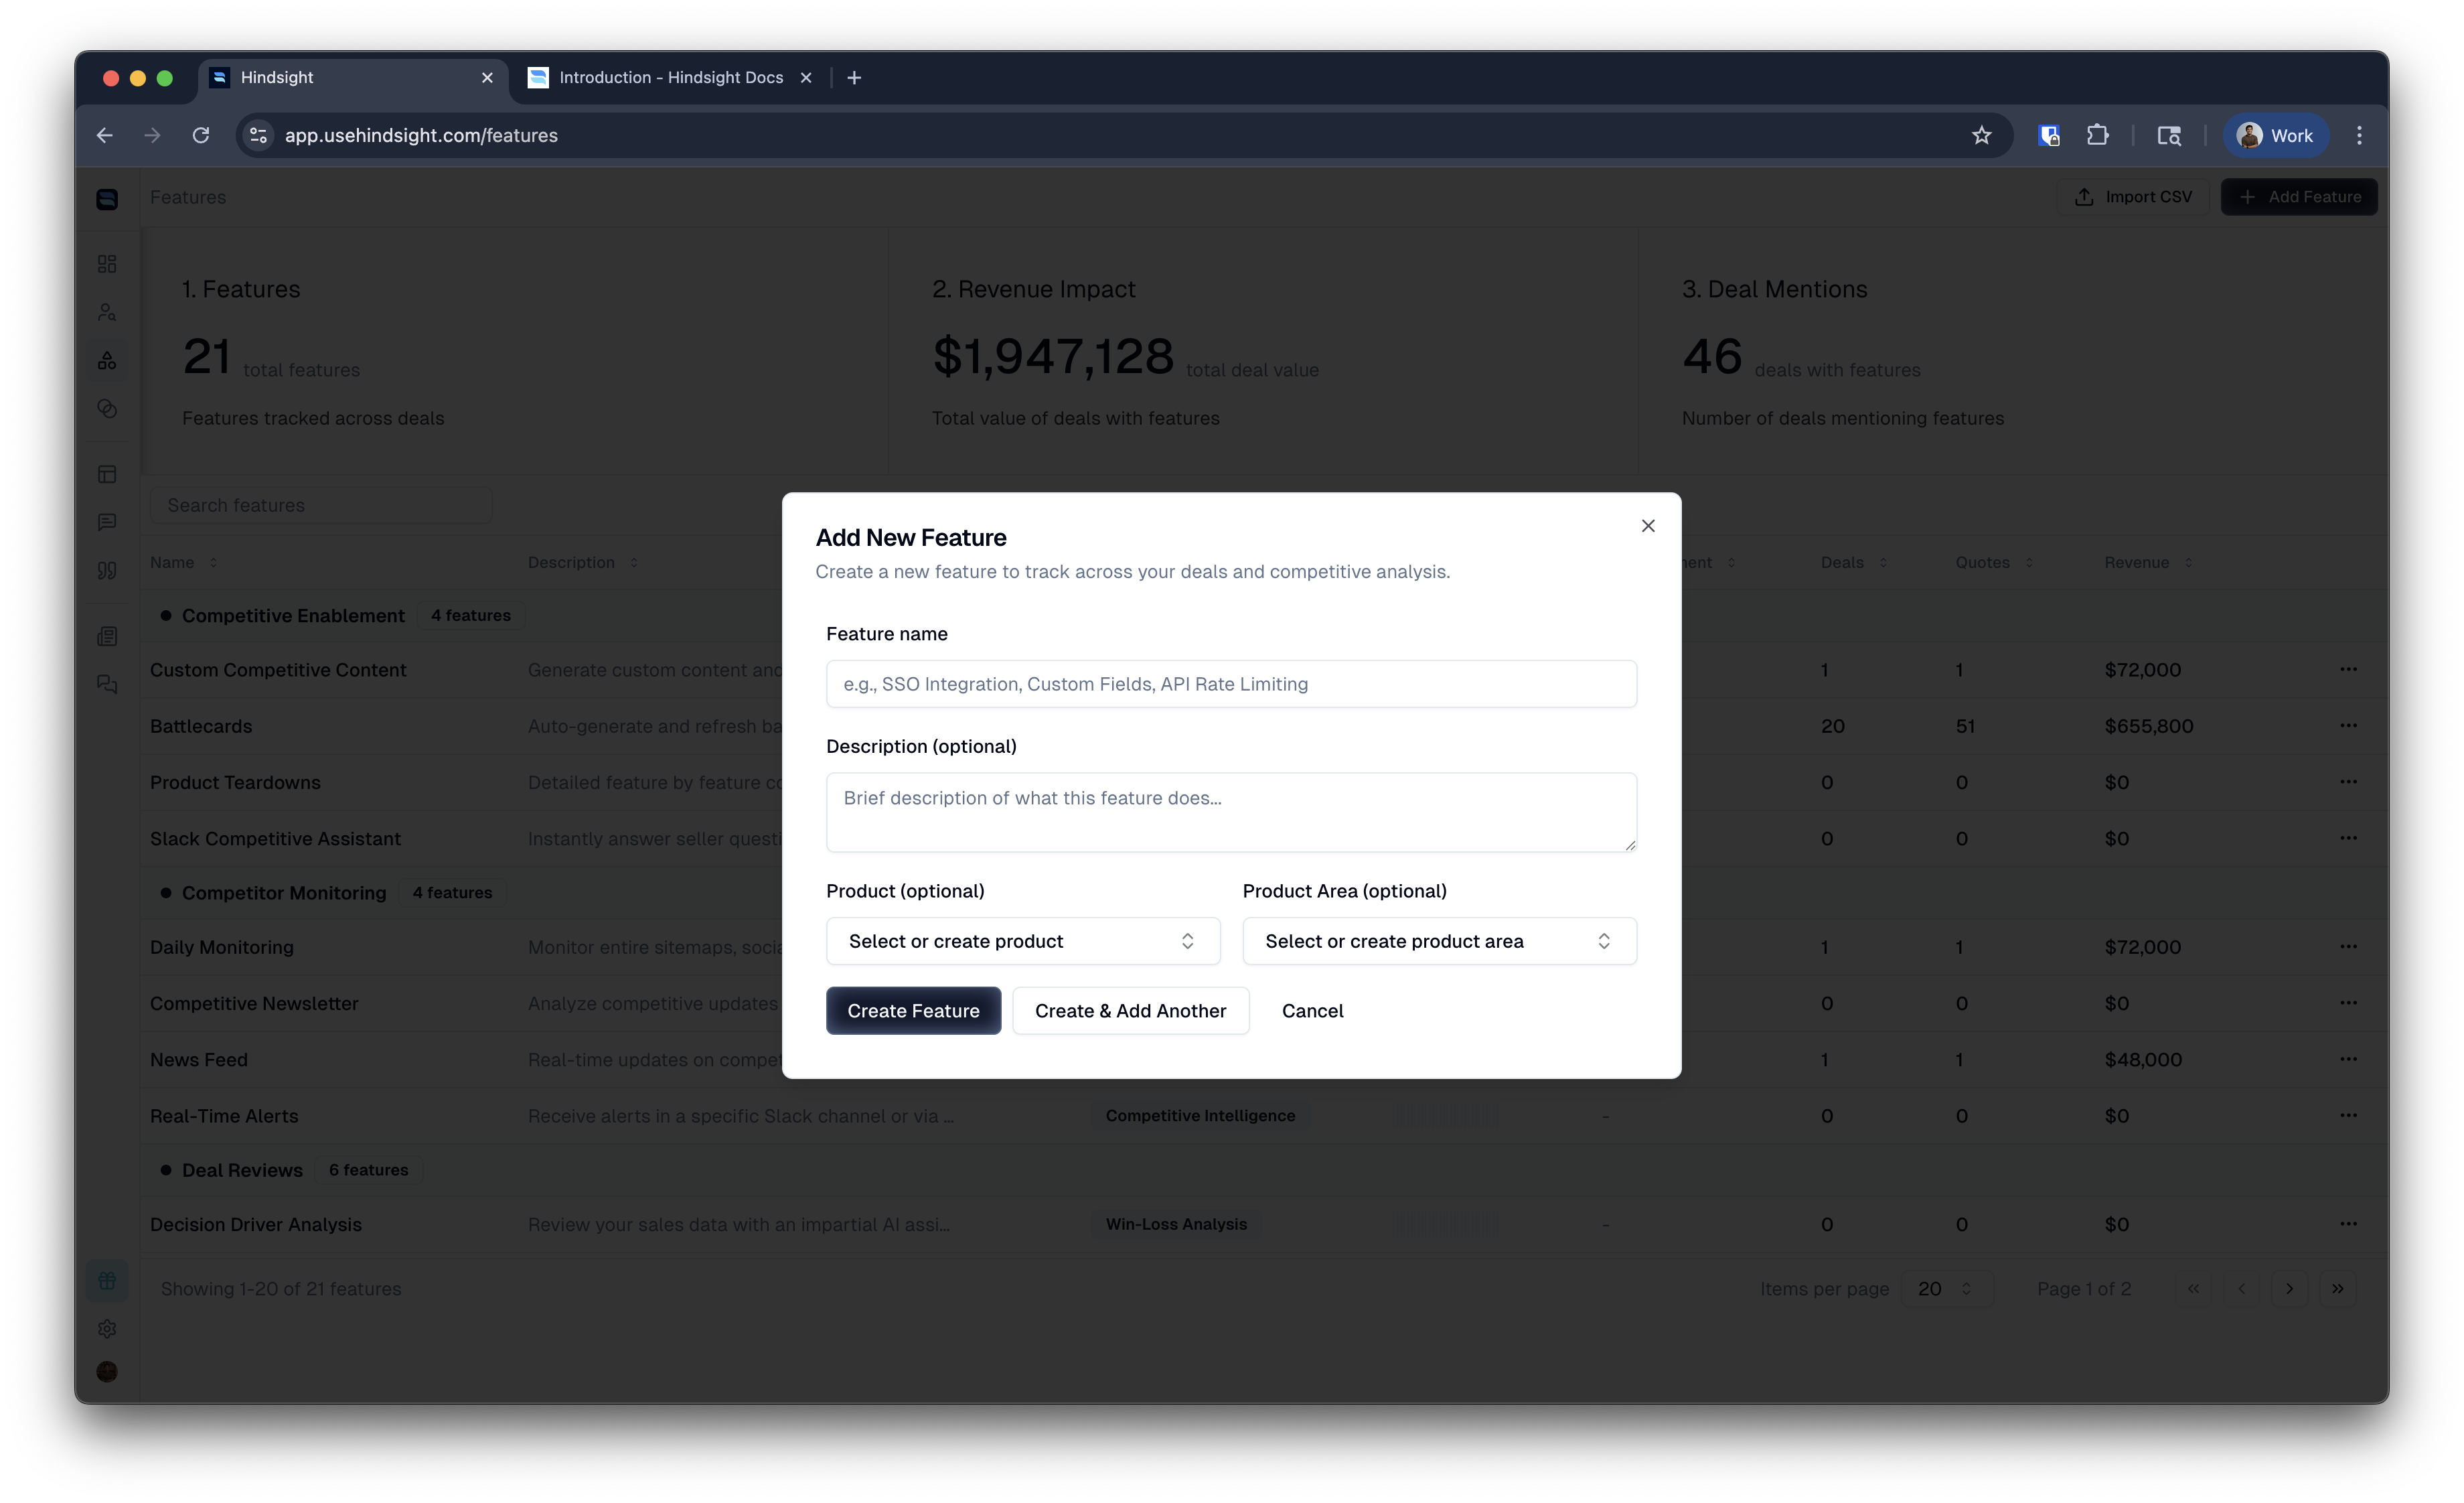 Hindsight
Introduction - Hindsight Docs
app.usehindsight.com/features
Work
Features
Import CSV
Add Feature
1. Features
21 total features
Features tracked across deals
2. Revenue Impact
$1,947,128 total deal value
Total value of deals with features
3. Deal Mentions
46 deals with features
Number of deals mentioning features
Search features
Name Description Deals Quotes Revenue
Competitive Enablement 4 features
Custom Competitive Content Generate custom content and 1 1 $72,000
Battlecards Auto-generate and refresh 20 51 $655,800
Product Teardowns Detailed feature by feature 0 0 $0
Slack Competitive Assistant Instantly answer seller 0 0 $0
Competitor Monitoring 4 features
Daily Monitoring Monitor entire sitemaps, 1 1 $72,000
Competitive Newsletter Analyze competitive updates 0 0 $0
News Feed Real-time updates on 1 1 $48,000
Real-Time Alerts Receive alerts in a specific Slack channel or via ... Competitive Intelligence - 0 0 $0
Deal Reviews 6 features
Decision Driver Analysis Review your sales data with an impartial AI assi... Win-Loss Analysis - 0 0 $0
Showing 1-20 of 21 features
Items per page 20 Page 1 of 2
Add New Feature
Create a new feature to track across your deals and competitive analysis.
Feature name
e.g., SSO Integration, Custom Fields, API Rate Limiting
Description (optional)
Brief description of what this feature does...
Product (optional)
Select or create product
Product Area (optional)
Select or create product area
Create Feature
Create & Add Another
Cancel